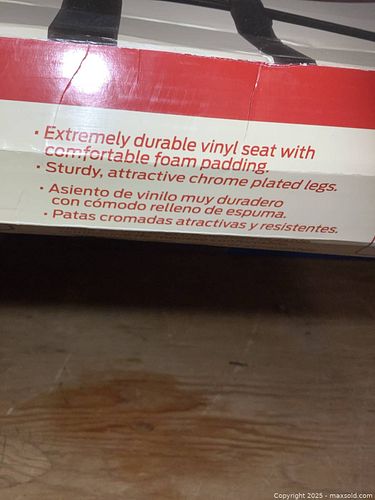 • Extremely durable vinyl seat with
comfortable foam padding.
• Sturdy, attractive chrome plated legs.
• Asiento de vinilo muy duradero
con cómodo relleno de espuma.
• Patas cromadas atractivas y resistentes.
Copyright 2025 - maxsold.com